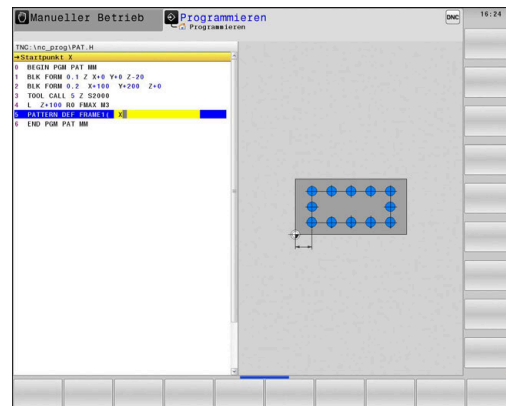 Manueller Betrieb
Programmieren
Programmieren
DNC
16:24
TNC:\nc_prog\PAT.H
→Startpunkt X
0 BEGIN PGM PAT MM
1 BLK FORM 0.1 Z X+0 Y+0 Z-20
2 BLK FORM 0.2 X+100 Y+200 Z+0
3 TOOL CALL 5 Z S2000
4 L Z+100 R0 FMAX M3
5 PATTERN DEF FRAME1( X
6 END PGM PAT MM